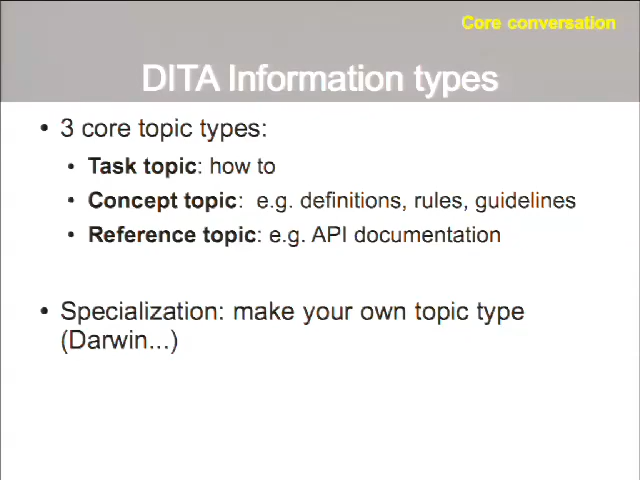 Core conversation
DITA Information types
• 3 core topic types:
• Task topic: how to
• Concept topic:  e.g. definitions, rules, guidelines
• Reference topic: e.g. API documentation
• Specialization: make your own topic type
(Darwin...)